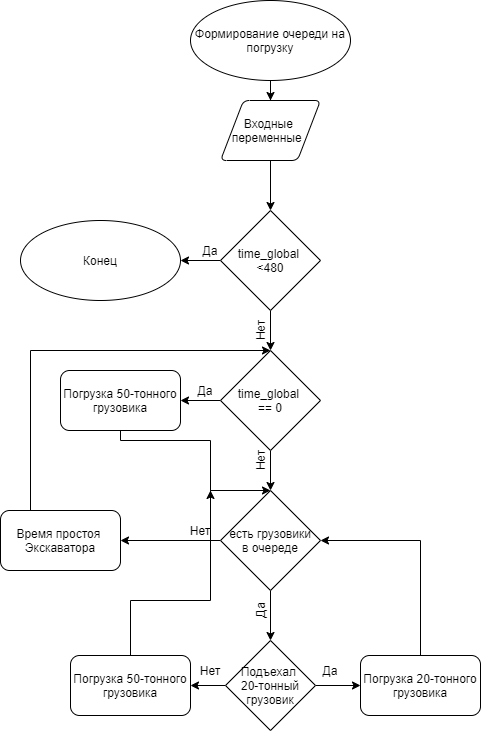 Формирование очереди на
погрузку
Входные
переменные
time_global
<480
Да
Конец
Нет
time_global
== 0
Да
Погрузка 50-тонного
грузовика
Нет
есть грузовики
в очереде
Нет
Время простоя
Экскаватора
Да
Подъехал
20-тонный
грузовик
Нет
Погрузка 50-тонного
грузовика
Да
Погрузка 20-тонного
грузовика